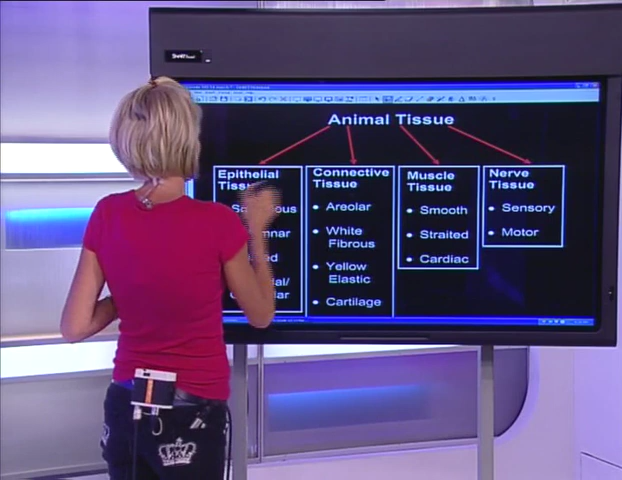 Animal Tissue
Epithelial
Connective
Tissue
Areolar
White
Fibrous
Yellow
Elastic
Cartilage
Muscle
Tissue
Smooth
Straited
Cardiac
Nerve
Tissue
Sensory
Motor